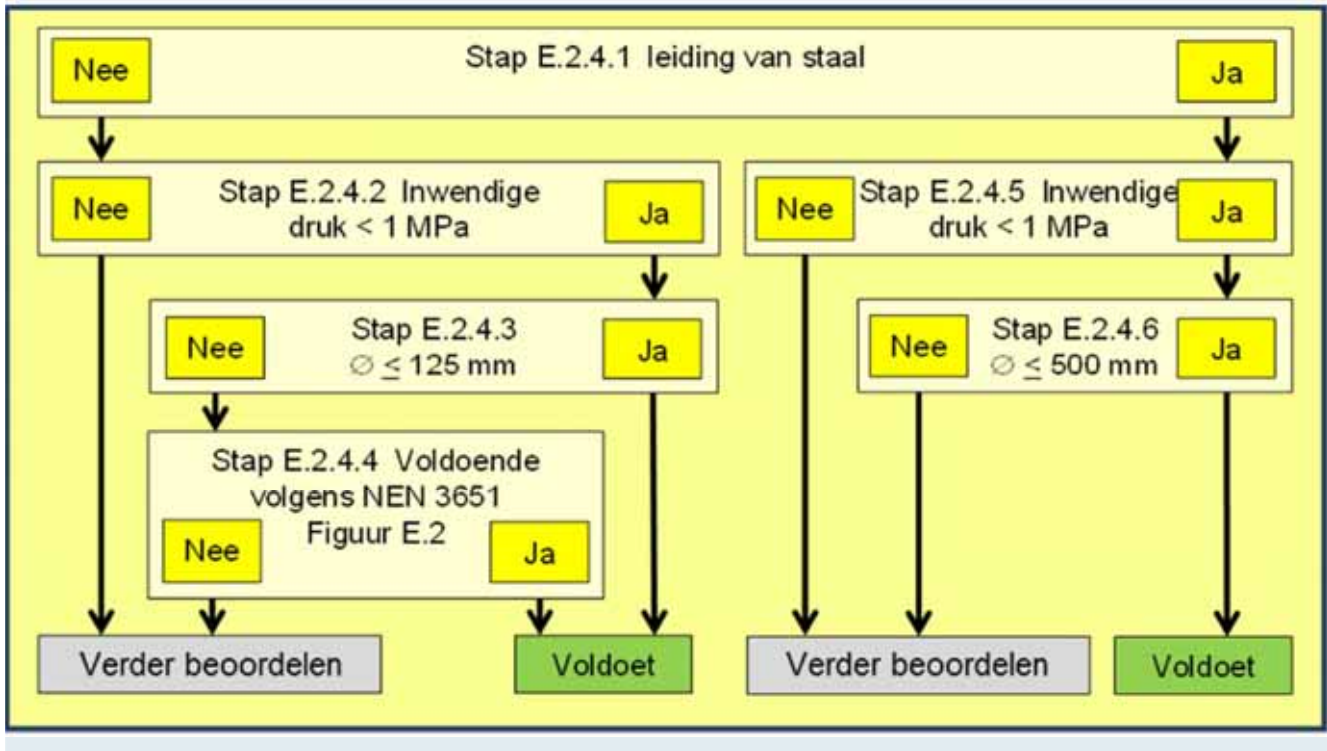 Nee
Stap E.2.4.1 leiding van staal
Ja
Nee
Stap E.2.4.2 Inwendige
druk < 1 MPa
Ja
Nee
Stap E.2.4.5 Inwendige
druk < 1 MPa
Ja
Nee
Stap E.2.4.3
∅ ≤ 125 mm
Ja
Nee
Stap E.2.4.6
∅ ≤ 500 mm
Ja
Stap E.2.4.4 Voldoende
volgens NEN 3651
Figuur E.2
Nee
Ja
Verder beoordelen
Voldoet
Verder beoordelen
Voldoet